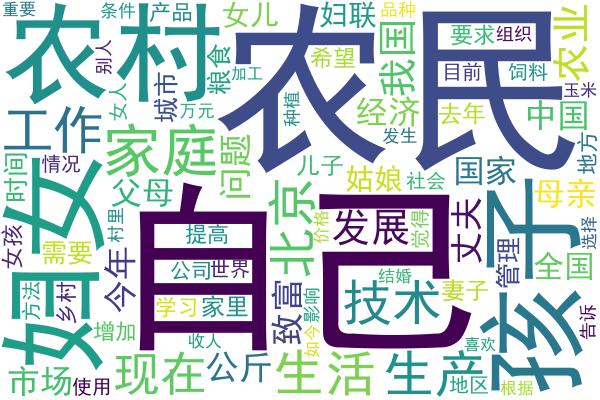 重要
条件
产品
女儿
妇联
品种
农村
农民
别人
粮食
加工
希望
我国
要求
组织
农业
女人
城市
万元
目前
饲料
玉米
工作
家庭
问题
种植
经济
去年
发生
中国
地方
时间
情况
父母
儿子
姑娘
社会
国家
母亲
妇女
女孩
村里
今年
北京
价格
发展
觉得
丈夫
孩子
选择
需要
提高
自己
管理
全国
方法
乡村
公司
世界
致富
结婚
技术
妻子
告诉
增加
学习
家里
如今
影响
喜欢
收入
市场
使用
现在
公斤
生活
生产
地区
根据